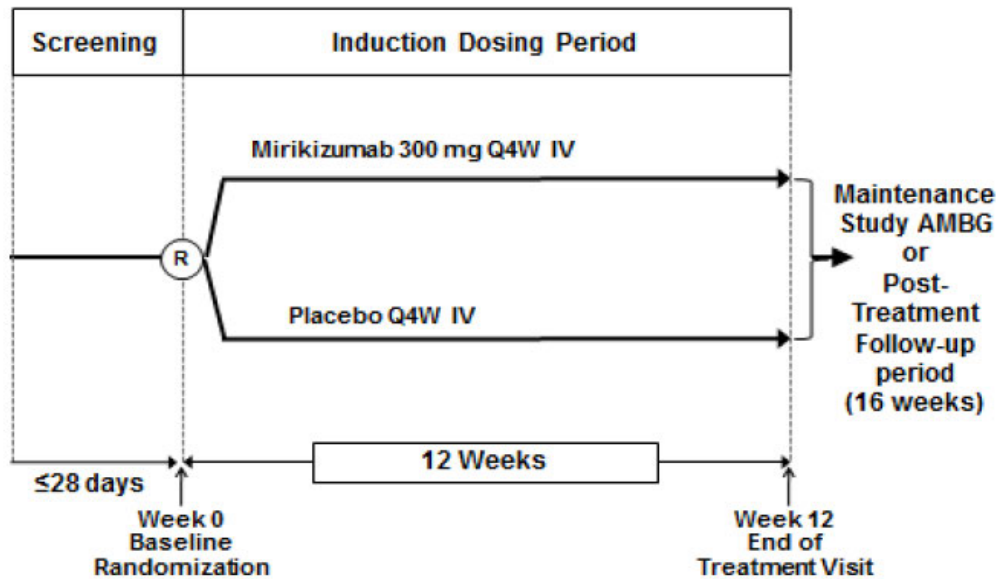 Screening
Induction Dosing Period
Mirikizumab 300 mg Q4W IV
R
Placebo Q4W IV
Maintenance
Study AMBG
or
Post-
Treatment
Follow-up
period
(16 weeks)
≤28 days
12 Weeks
Week 0
Baseline
Randomization
Week 12
End of
Treatment Visit